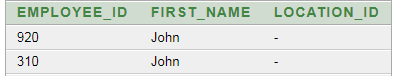 EMPLOYEE_ID FIRST_NAME LOCATION_ID
920 John -
310 John -